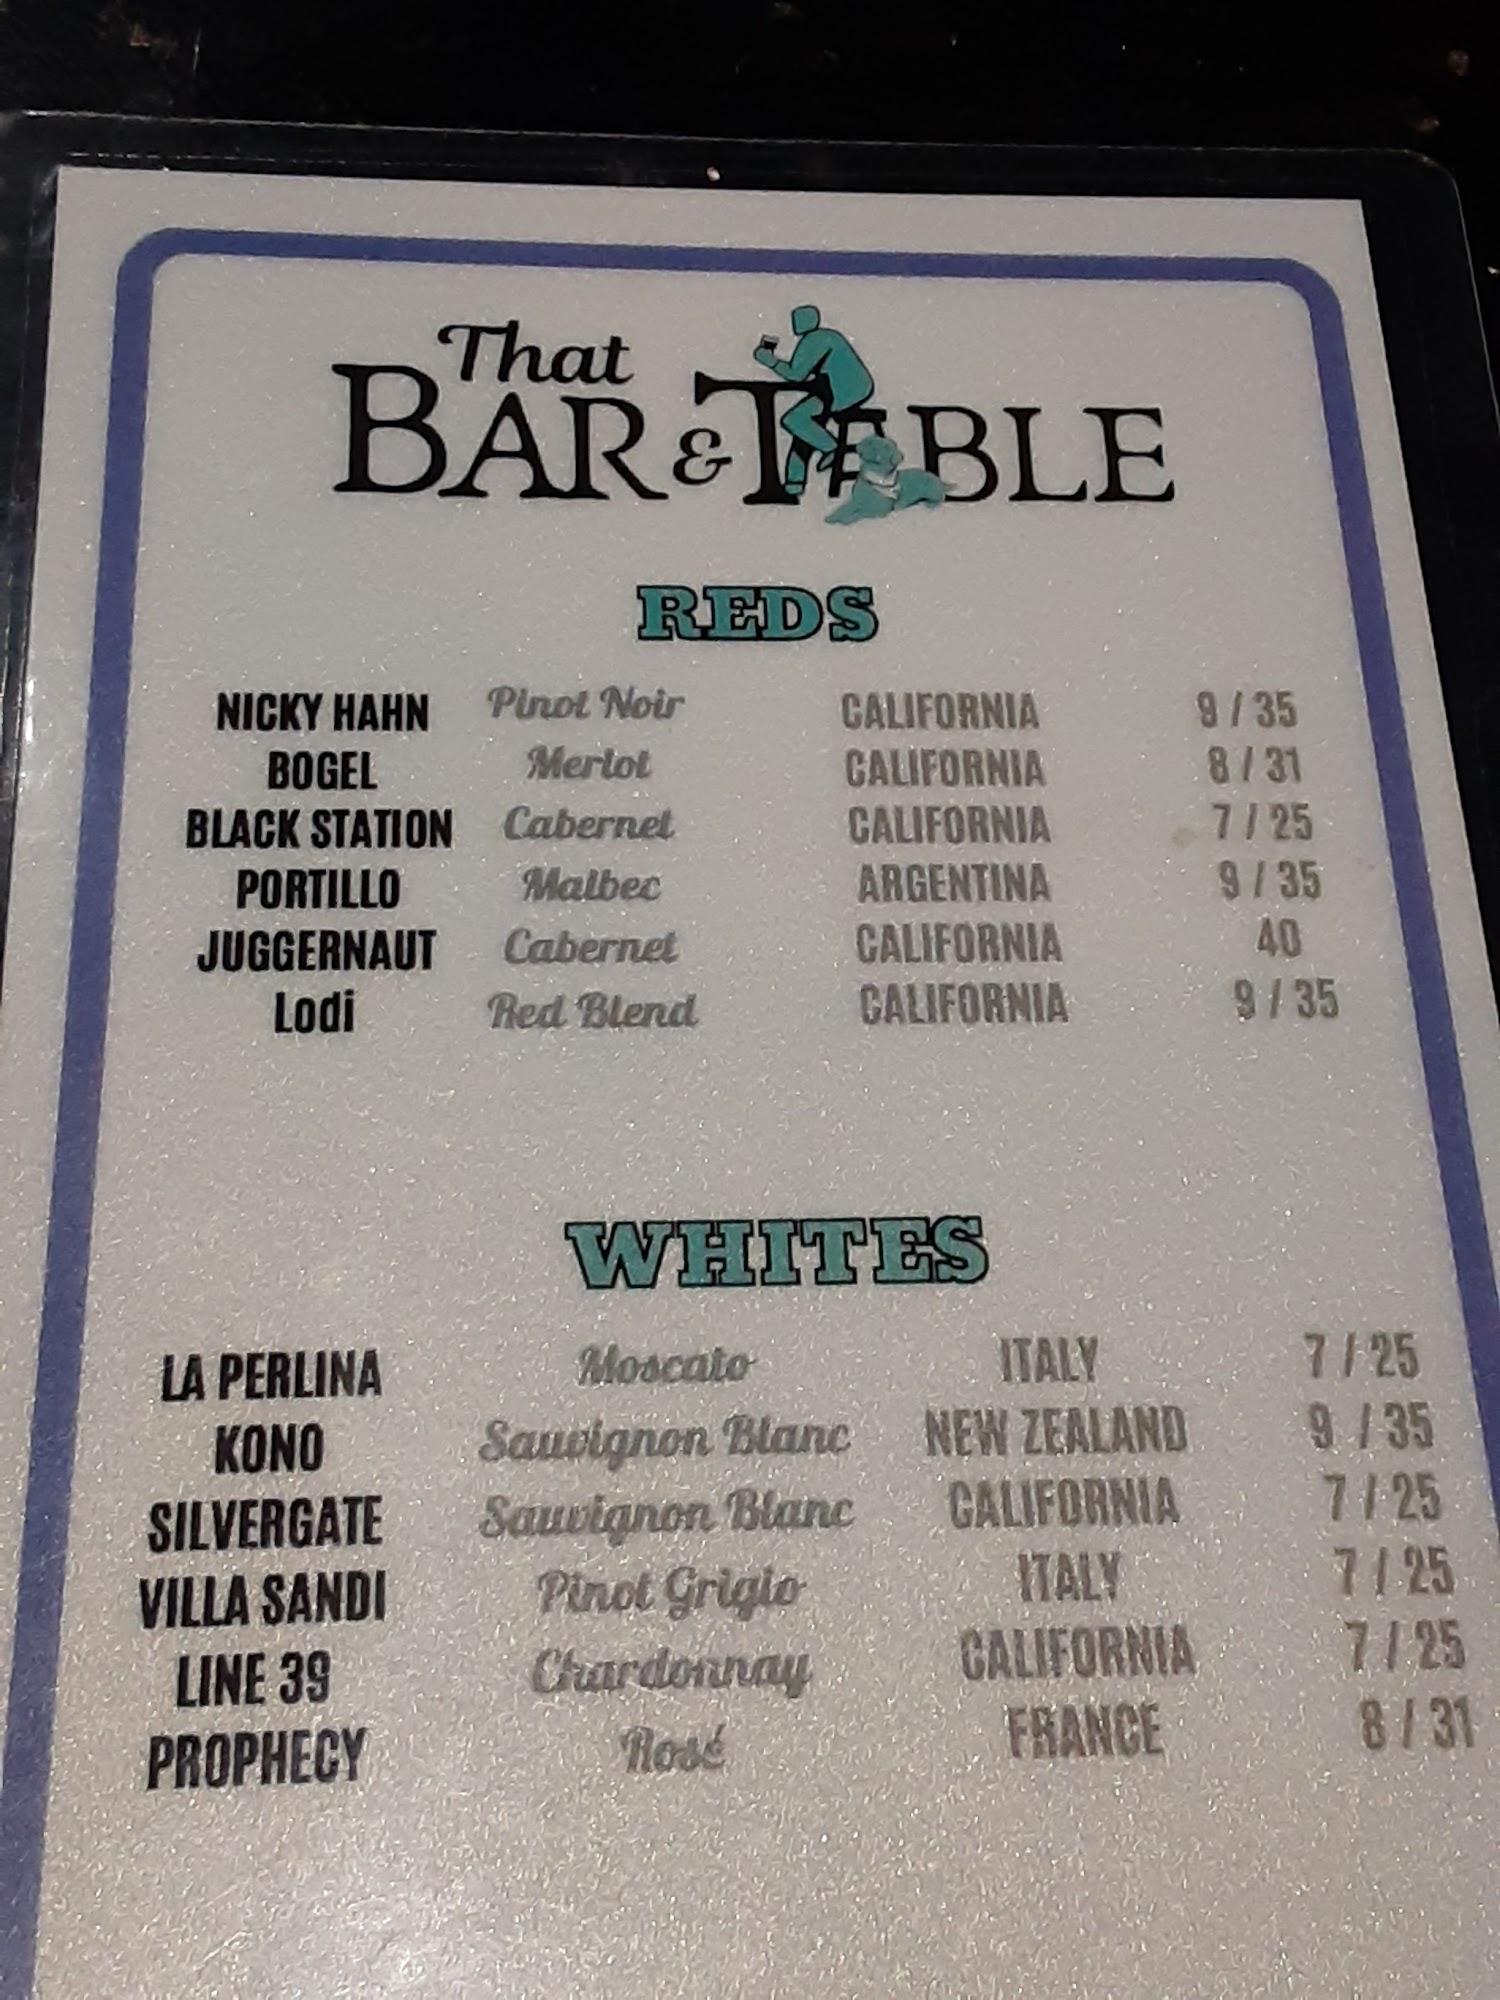 That
BAR & TABLE
REDS
NICKY HAHN Pinot Noir CALIFORNIA 9 / 35
BOGEL Merlot CALIFORNIA 8 / 31
BLACK STATION Cabernet CALIFORNIA 7 / 25
PORTILLO Malbec ARGENTINA 9 / 35
JUGGERNAUT Cabernet CALIFORNIA 40
Lodi Red Blend CALIFORNIA 9 / 35
WHITES
LA PERLINA Moscato ITALY 7 / 25
KONO Sauvignon Blanc NEW ZEALAND 9 / 35
SILVERGATE Sauvignon Blanc CALIFORNIA 7 / 25
VILLA SANDI Pinot Grigio ITALY 7 / 25
LINE 39 Chardonnay CALIFORNIA 7 / 25
PROPHECY Rosé FRANCE 8 / 31